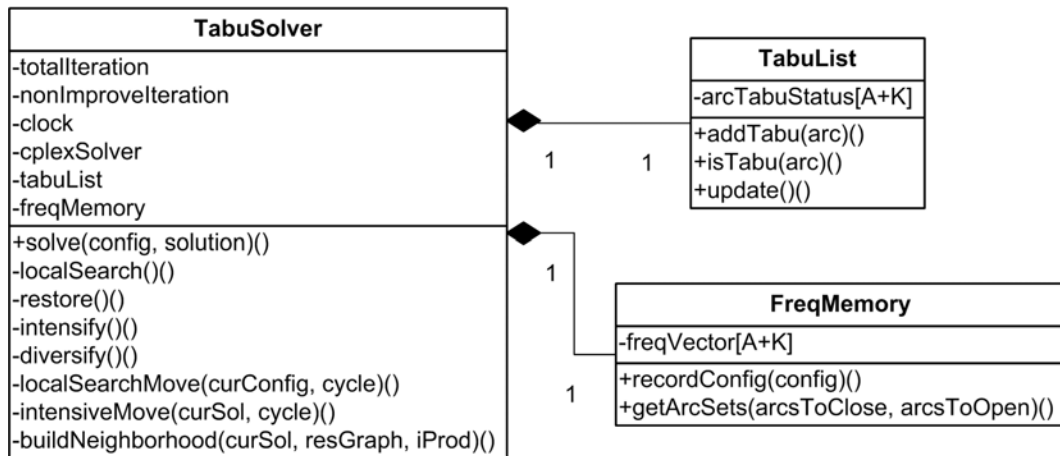 TabuSolver
-totalIteration
-nonImproveIteration
-clock
-cplexSolver
-tabuList
-freqMemory
+solve(config, solution)()
-localSearch()()
-restore()()
-intensify()()
-diversify()()
-localSearchMove(curConfig, cycle)()
-intensiveMove(curSol, cycle)()
-buildNeighborhood(curSol, resGraph, iProd)()
1
1
TabuList
-arcTabuStatus[A+K]
+addTabu(arc)()
+isTabu(arc)()
+update()()
1
1
FreqMemory
-freqVector[A+K]
+recordConfig(config)()
+getArcSets(arcsToClose, arcsToOpen)()